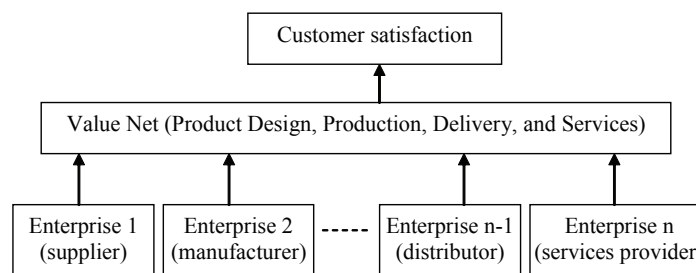 Customer satisfaction
Value Net (Product Design, Production, Delivery, and Services)
Enterprise 1
(supplier)
Enterprise 2
(manufacturer)
Enterprise n-1
(distributor)
Enterprise n
(services provider